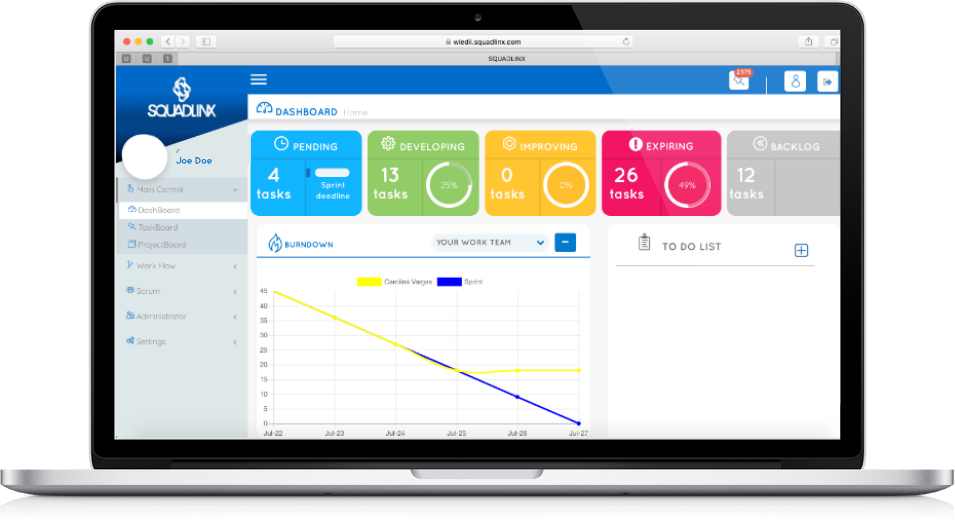 wiedii.squadlinx.com
SQUADLINX
SQUADLINX
2375
DASHBOARD Home
Joe Doe
Main Control
DashBoard
TaskBoard
ProjectBoard
Work How
Scrum
Administrator
Settings
PENDING
4
tasks
Sprint
deadline
DEVELOPING
13
tasks
25%
IMPROVING
0
tasks
0%
EXPIRING
26
tasks
49%
BACKLOG
12
tasks
BURNDOWN
YOUR WORK TEAM
Carolina Vargas Sprint
45
40
35
30
25
20
15
10
5
0
Jul-22 Jul-23 Jul-24 Jul-25 Jul-26 Jul-27
TO DO LIST